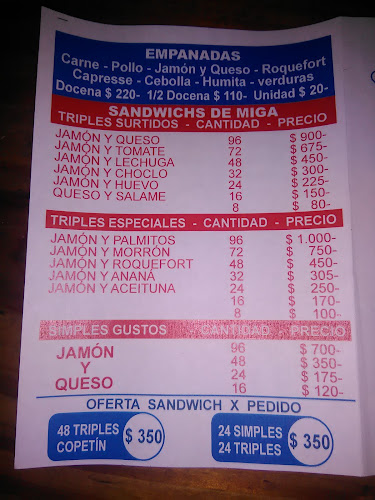 EMPANADAS
Carne - Pollo - Jamón y Queso - Roquefort
Capresse - Cebolla - Humita - verduras
Docena $ 220- 1/2 Docena $ 110- Unidad $ 20-
SANDWICHS DE MIGA
TRIPLES SURTIDOS - CANTIDAD - PRECIO
JAMÓN Y QUESO 96 $ 900-
JAMÓN Y TOMATE 72 $ 675-
JAMÓN Y LECHUGA 48 $ 450-
JAMÓN Y CHOCLO 32 $ 300-
JAMÓN Y HUEVO 24 $ 225-
QUESO Y SALAME 16 $ 150-
8 $ 80-
TRIPLES ESPECIALES - CANTIDAD - PRECIO
JAMÓN Y PALMITOS 96 $ 1.000-
JAMÓN Y MORRÓN 72 $ 750-
JAMÓN Y ROQUEFORT 48 $ 450-
JAMÓN Y ANANÁ 32 $ 305-
JAMÓN Y ACEITUNA 24 $ 250-
16 $ 170-
8 $ 100-
SIMPLES GUSTOS - CANTIDAD - PRECIO
JAMÓN Y QUESO 96 $ 700-
48 $ 350-
24 $ 175-
16 $ 120-
OFERTA SANDWICH X PEDIDO
48 TRIPLES COPETÍN $ 350
24 SIMPLES 24 TRIPLES $ 350